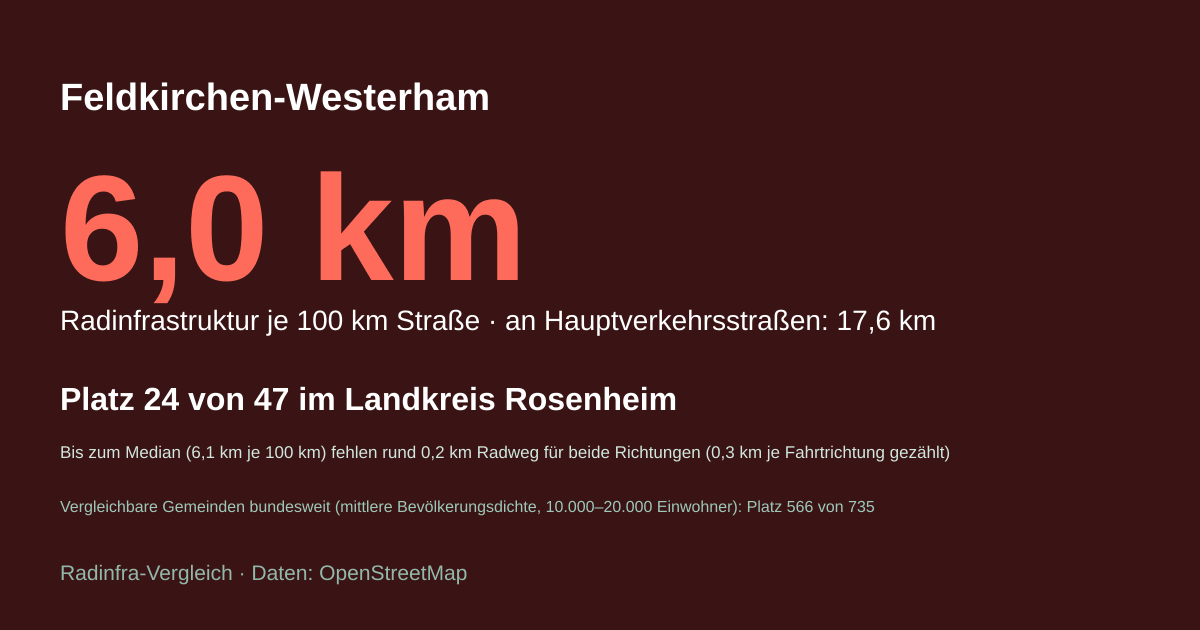 Feldkirchen-Westerham
6,0 km
Radinfrastruktur je 100 km Straße · an Hauptverkehrsstraßen: 17,6 km
Platz 24 von 47 im Landkreis Rosenheim
Bis zum Median (6,1 km je 100 km) fehlen rund 0,2 km Radweg für beide Richtungen (0,3 km je Fahrtrichtung gezählt)
Vergleichbare Gemeinden bundesweit (mittlere Bevölkerungsdichte, 10.000–20.000 Einwohner): Platz 566 von 735
Radinfra-Vergleich · Daten: OpenStreetMap